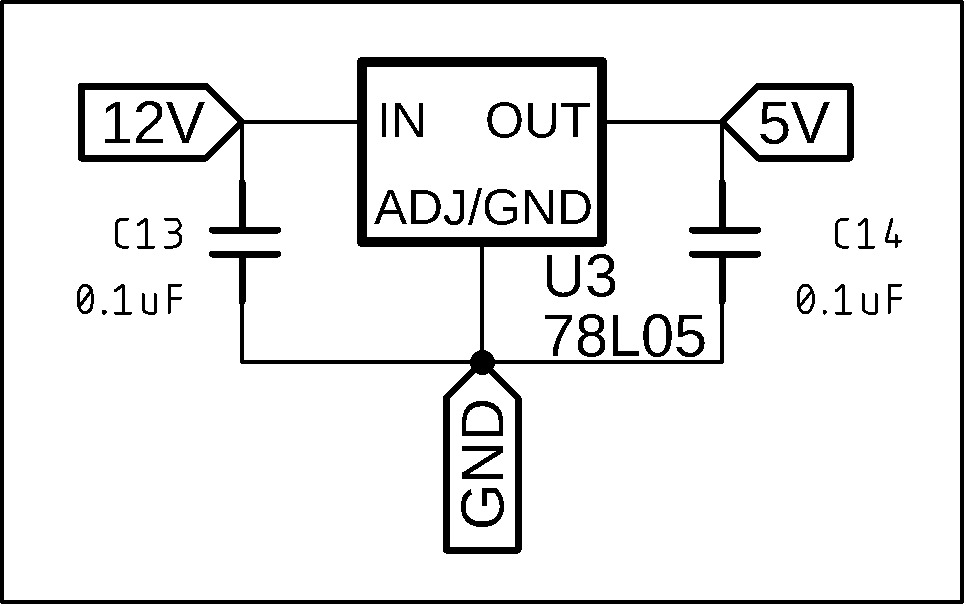 12V
IN
OUT
5V
ADJ/GND
C13
0.1uF
U3
78L05
C14
0.1uF
GND